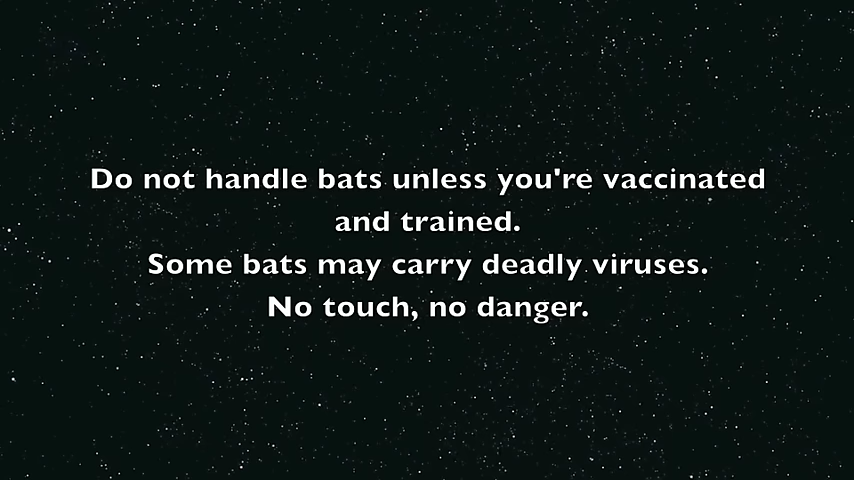 Do not handle bats unless you're vaccinated
and trained.
Some bats may carry deadly viruses.
No touch, no danger.